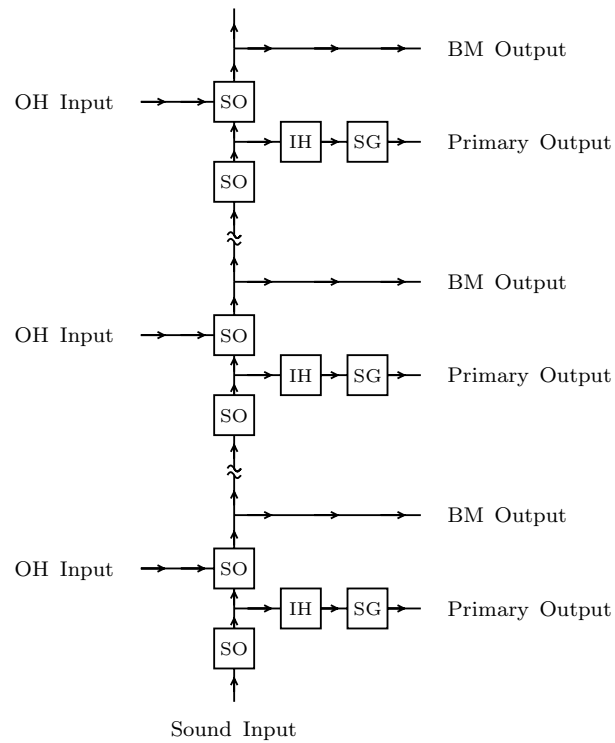 BM Output
OH Input SO
IH SG Primary Output
SO
BM Output
OH Input SO
IH SG Primary Output
SO
BM Output
OH Input SO
IH SG Primary Output
SO
Sound Input